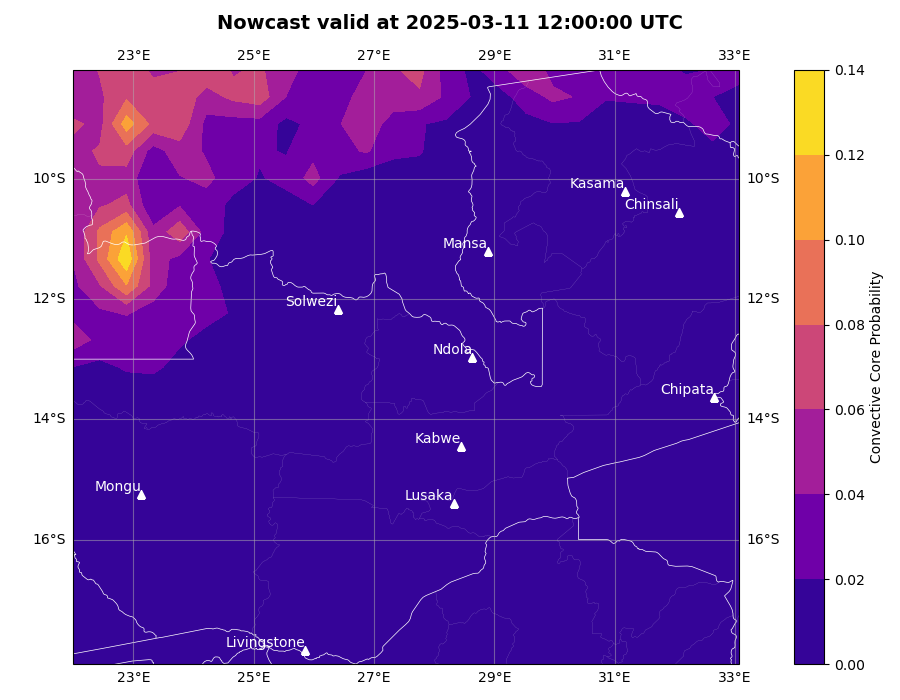 Nowcast valid at 2025-03-11 12:00:00 UTC
23°E 25°E 27°E 29°E 31°E 33°E
0.14
0.12
10°S 10°S
Kasama
Chinsali
0.10
Mansa
12°S 12°S
Solwezi
0.08
Ndola
Chipata
0.06
14°S 14°S
Kabwe
Mongu
Lusaka
0.04
16°S 16°S
0.02
Livingstone
0.00
23°E 25°E 27°E 29°E 31°E 33°E
Convective Core Probability